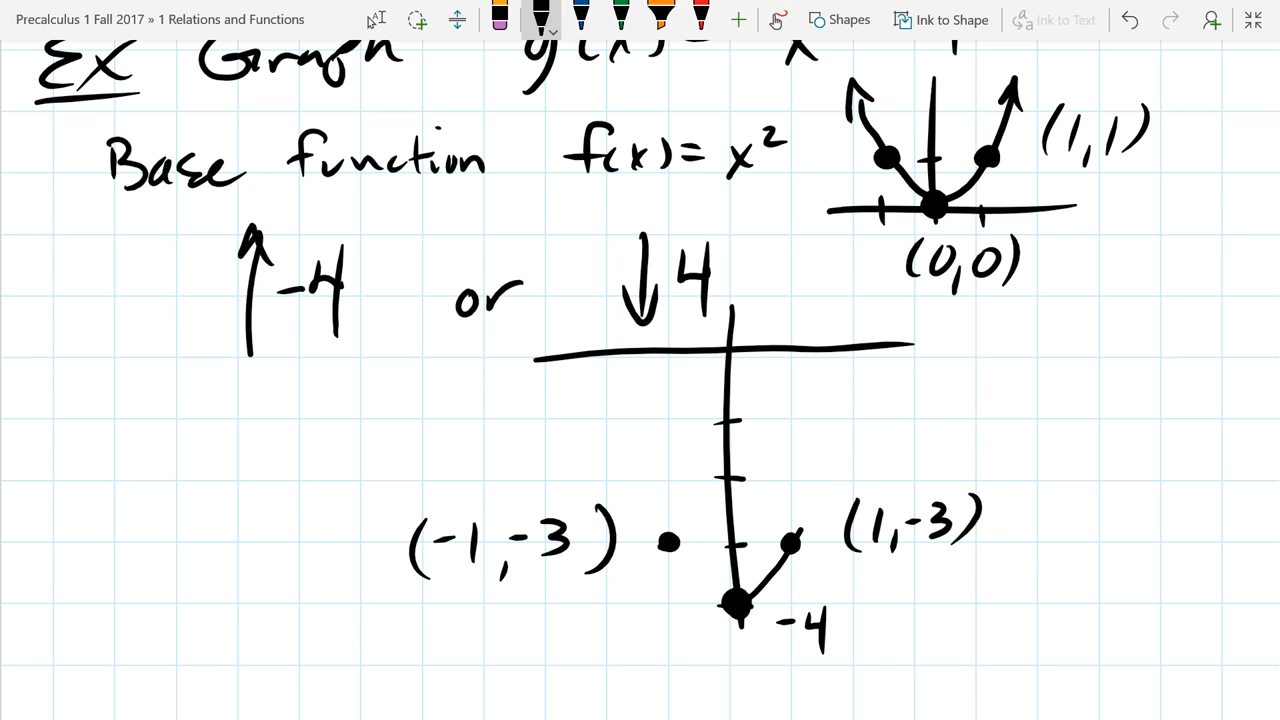 Precalculus 1 Fall 2017 » 1 Relations and Functions
Shapes
Ink to Shape
Ink to Text
Ex Graph g(x) = x
Base function f(x) = x²
(1,1)
(0,0)
↑ -4 or ↓ 4
(-1,-3)
(1,-3)
-4